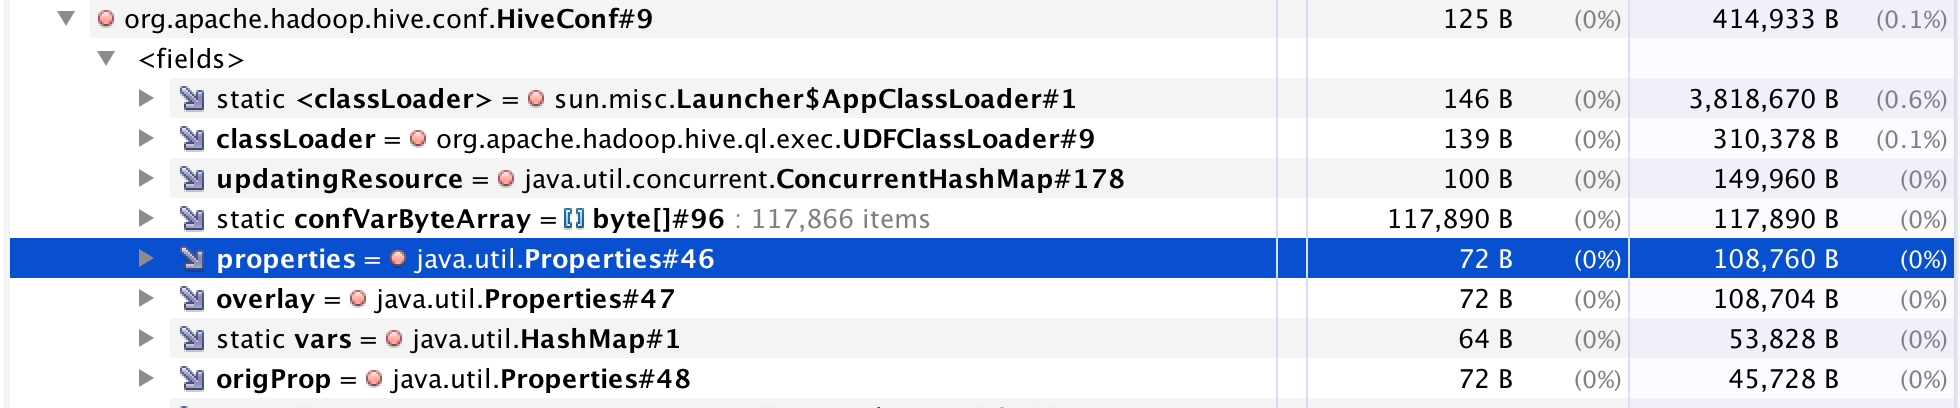 org.apache.hadoop.hive.conf.HiveConf#9 125 B (0%) 414,933 B (0.1%)
<fields>
static <classLoader> = sun.misc.Launcher$AppClassLoader#1 146 B (0%) 3,818,670 B (0.6%)
classLoader = org.apache.hadoop.hive.ql.exec.UDFClassLoader#9 139 B (0%) 310,378 B (0.1%)
updatingResource = java.util.concurrent.ConcurrentHashMap#178 100 B (0%) 149,960 B (0%)
static confVarByteArray = byte[]#96 : 117,866 items 117,890 B (0%) 117,890 B (0%)
properties = java.util.Properties#46 72 B (0%) 108,760 B (0%)
overlay = java.util.Properties#47 72 B (0%) 108,704 B (0%)
static vars = java.util.HashMap#1 64 B (0%) 53,828 B (0%)
origProp = java.util.Properties#48 72 B (0%) 45,728 B (0%)